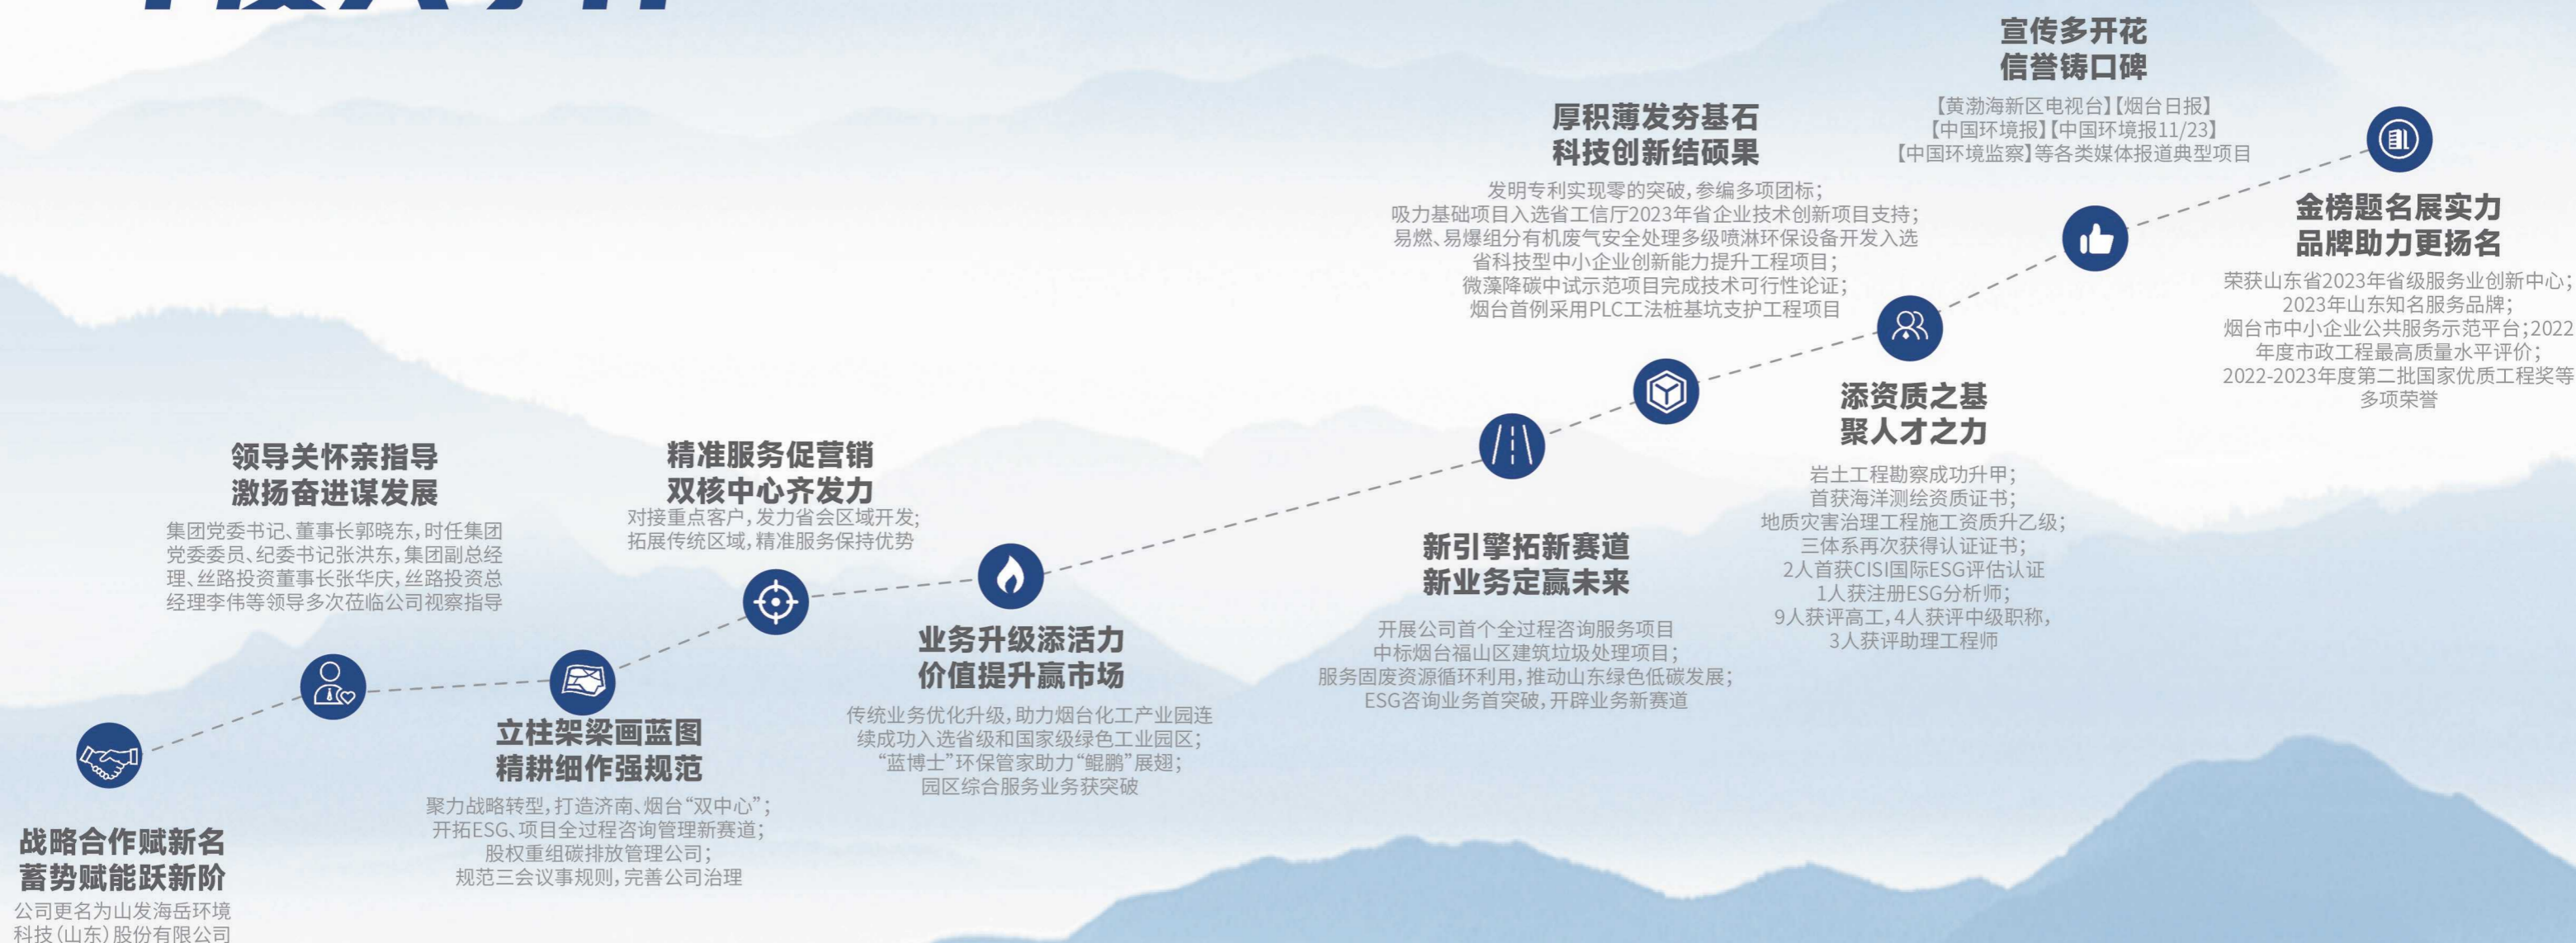 战略合作赋新名
蓄势赋能跃新阶
公司更名为山发海岳环境
科技(山东)股份有限公司
领导关怀亲指导
激扬奋进谋发展
集团党委书记、董事长郭晓东,时任集团
党委委员、纪委书记张洪东,集团副总经
理、丝路投资董事长张华庆,丝路投资总
经理李伟等领导多次莅临公司视察指导
立柱架梁画蓝图
精耕细作强规范
聚力战略转型,打造济南、烟台“双中心”;
开拓ESG、项目全过程咨询管理新赛道;
股权重组碳排放管理公司;
规范三会议事规则,完善公司治理
精准服务促营销
双核中心齐发力
对接重点客户,发力省会区域开发;
拓展传统区域,精准服务保持优势
业务升级添活力
价值提升赢市场
传统业务优化升级,助力烟台化工产业园连
续成功入选省级和国家级绿色工业园区;
“蓝博士”环保管家助力“鲲鹏”展翅;
园区综合服务业务获突破
新引擎拓新赛道
新业务定赢未来
开展公司首个全过程咨询服务项目
中标烟台福山区建筑垃圾处理项目;
服务固废资源循环利用,推动山东绿色低碳发展;
ESG咨询业务首突破,开辟业务新赛道
厚积薄发夯基石
科技创新结硕果
发明专利实现零的突破,参编多项团标;
吸力基础项目入选省工信厅2023年省企业技术创新项目支持;
易燃、易爆组分有机废气安全处理多级喷淋环保设备开发入选
省科技型中小企业创新能力提升工程项目;
微藻降碳中试示范项目完成技术可行性论证;
烟台首例采用PLC工法桩基坑支护工程项目
添资质之基
聚人才之力
岩土工程勘察成功升甲;
首获海洋测绘资质证书;
地质灾害治理工程施工资质升乙级;
三体系再次获得认证证书;
2人首获CISI国际ESG评估认证
1人获注册ESG分析师;
9人获评高工,4人获评中级职称,
3人获评助理工程师
宣传多开花
信誉铸口碑
【黄渤海新区电视台】【烟台日报】
【中国环境报】【中国环境报11/23】
【中国环境监察】等各类媒体报道典型项目
金榜题名展实力
品牌助力更扬名
荣获山东省2023年省级服务业创新中心;
2023年山东知名服务品牌;
烟台市中小企业公共服务示范平台;2022
年度市政工程最高质量水平评价;
2022-2023年度第二批国家优质工程奖等
多项荣誉